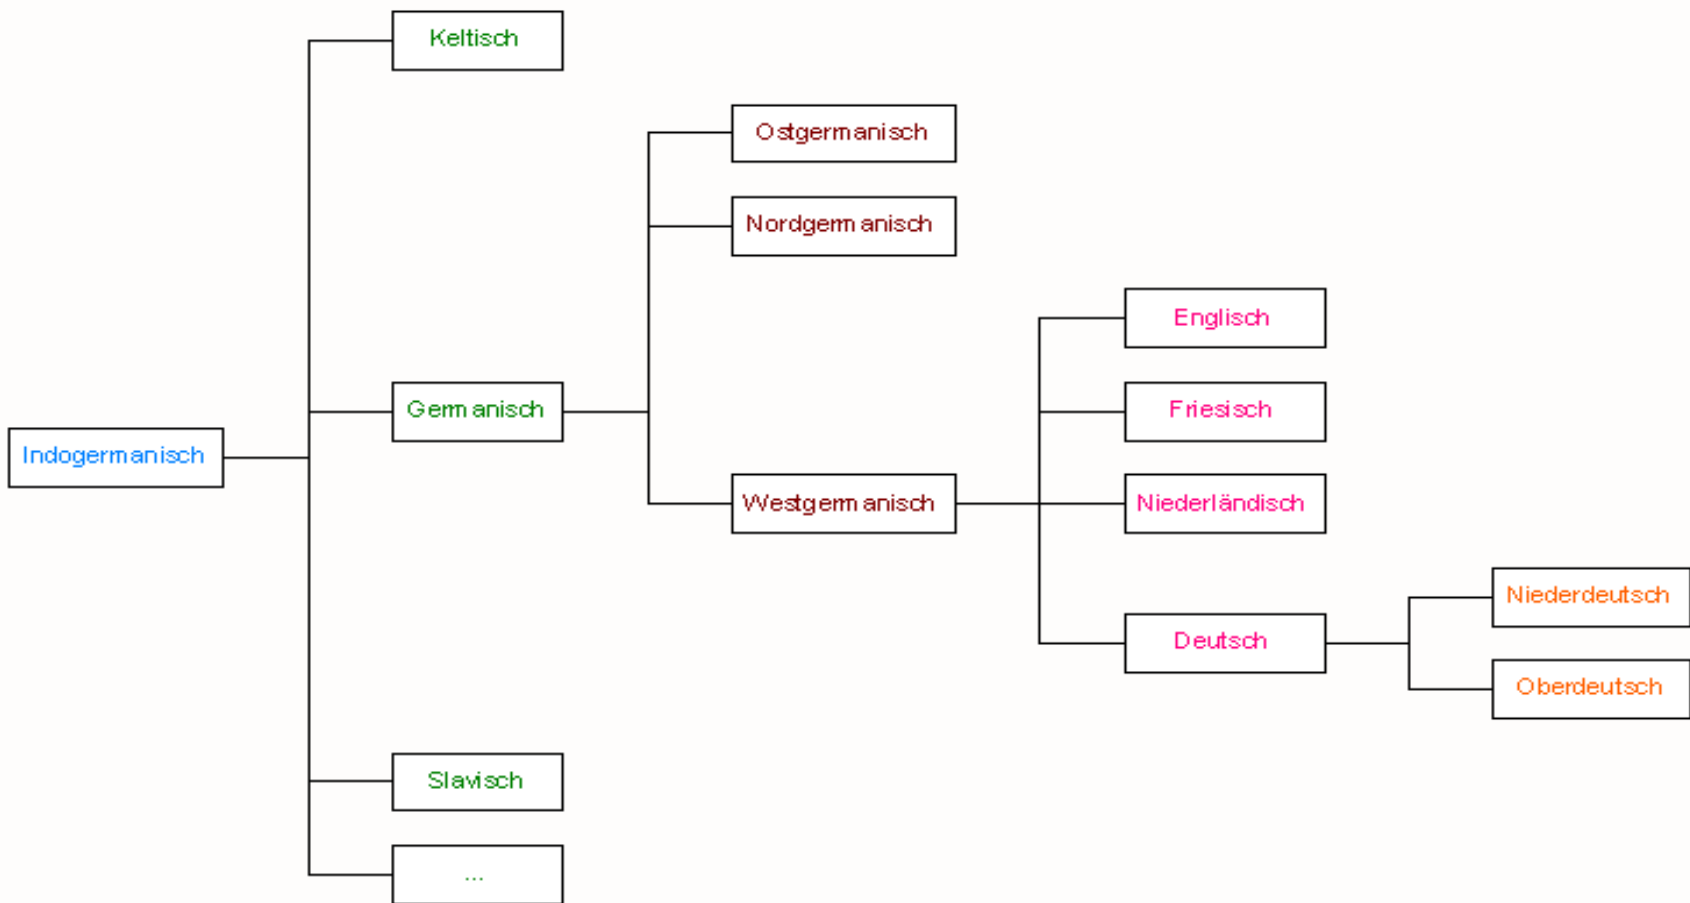 Keltisch
Ostgermanisch
Nordgermanisch
Englisch
Germanisch
Friesisch
Indogermanisch
Westgermanisch
Niederländisch
Niederdeutsch
Deutsch
Oberdeutsch
Slavisch
...